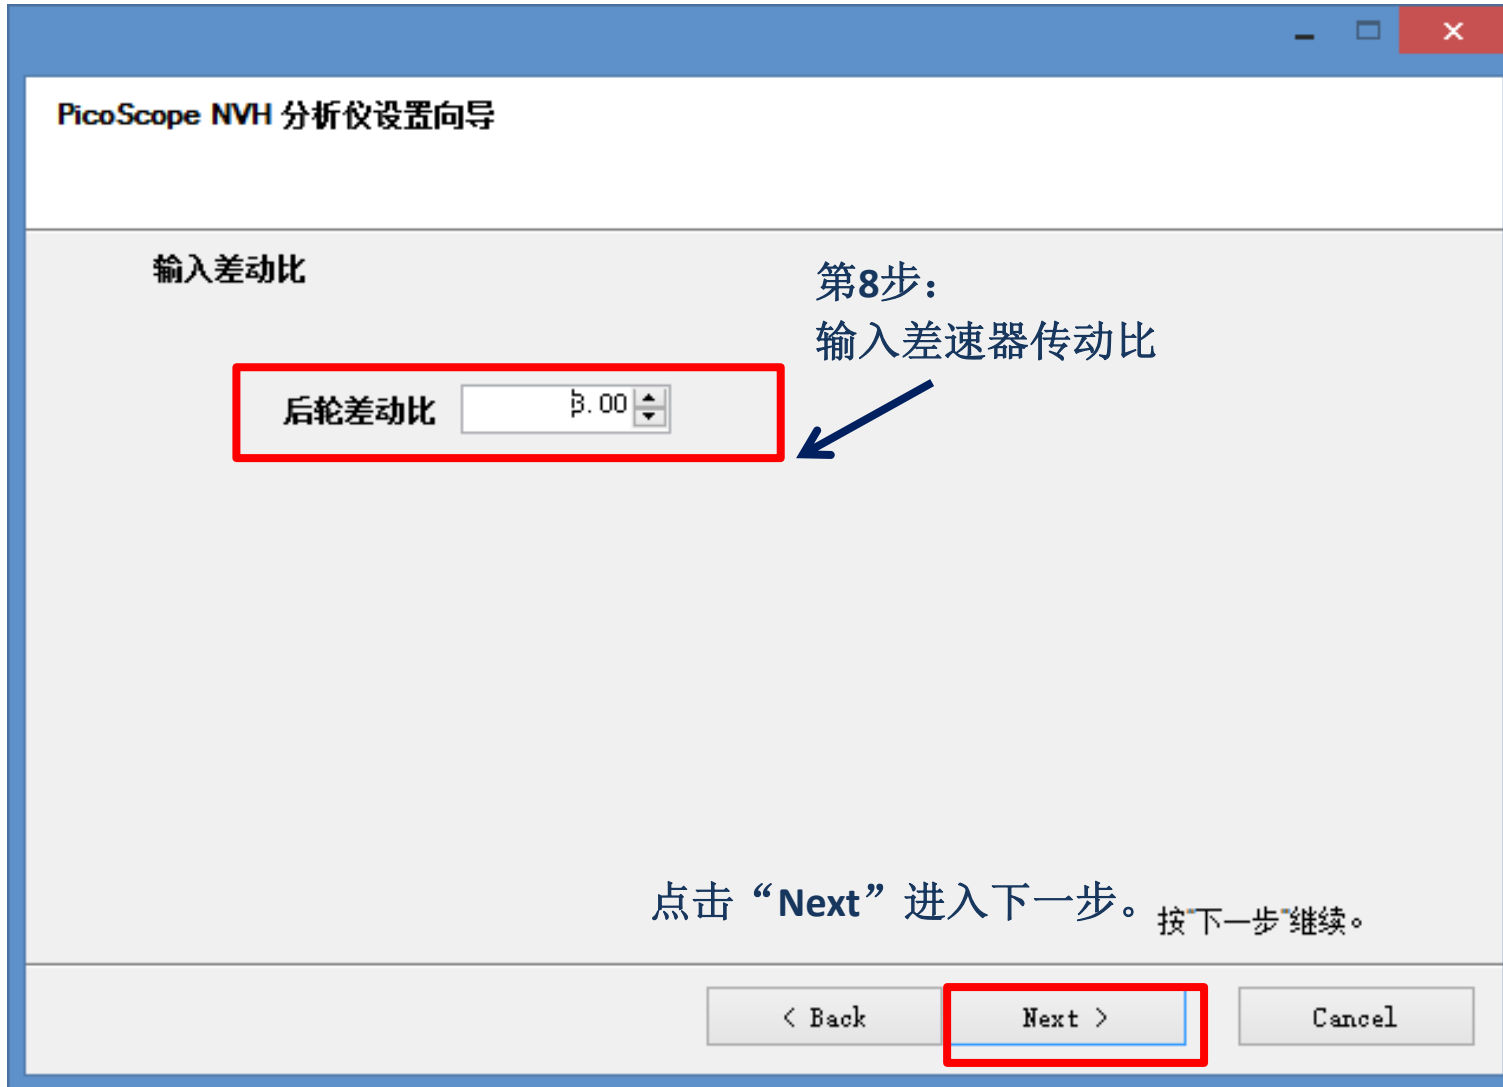 PicoScope NVH 分析仪设置向导
输入差动比
第8步：
输入差速器传动比
后轮差动比 3.00
点击“Next”进入下一步。
按"下一步"继续。
< Back
Next >
Cancel